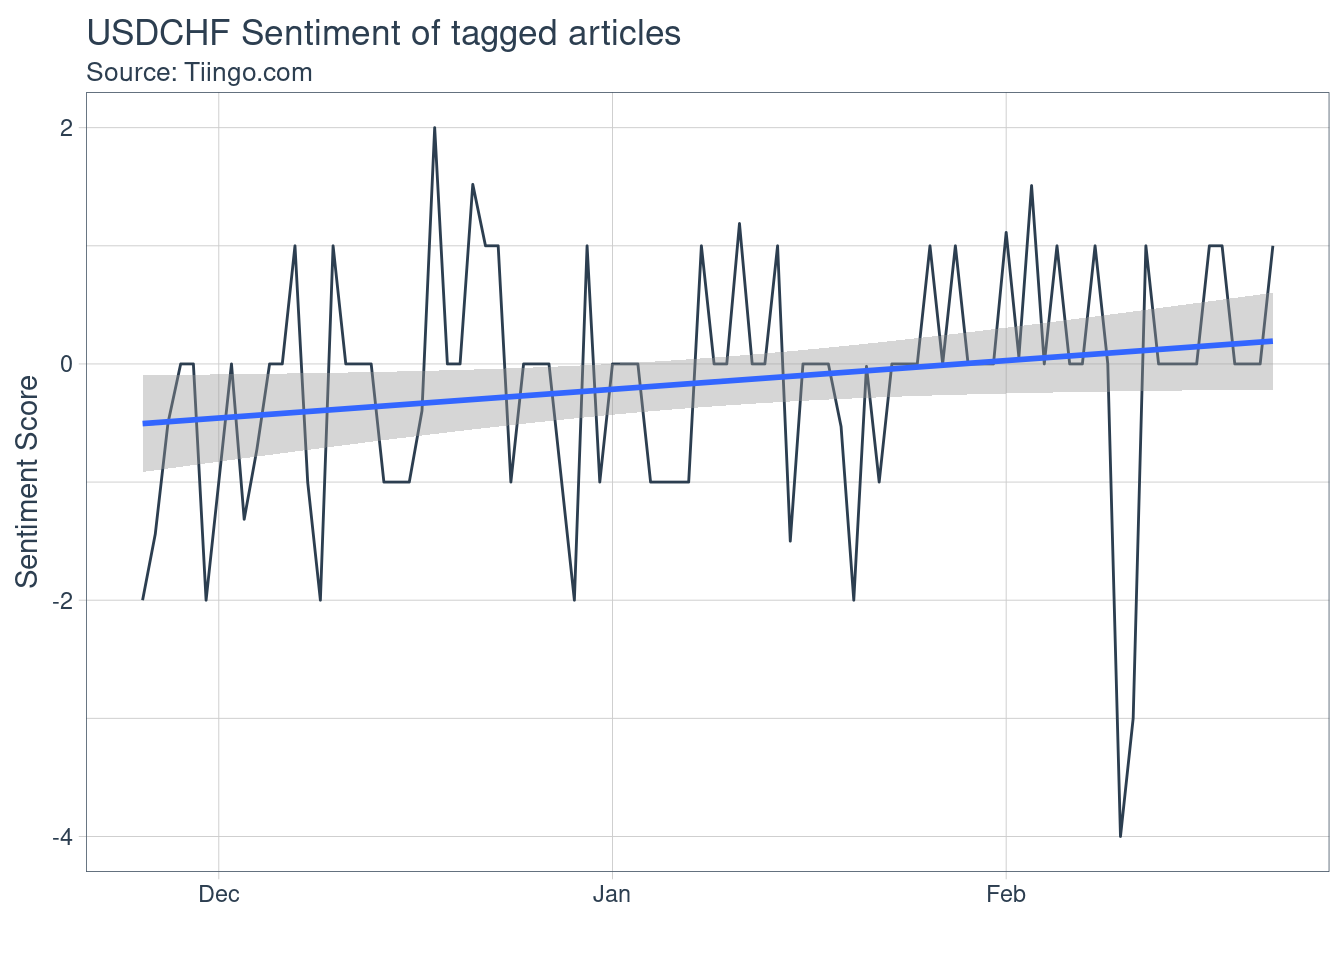 USDCHF Sentiment of tagged articles
Source: Tiingo.com
Sentiment Score
2
0
-2
-4
Dec
Jan
Feb